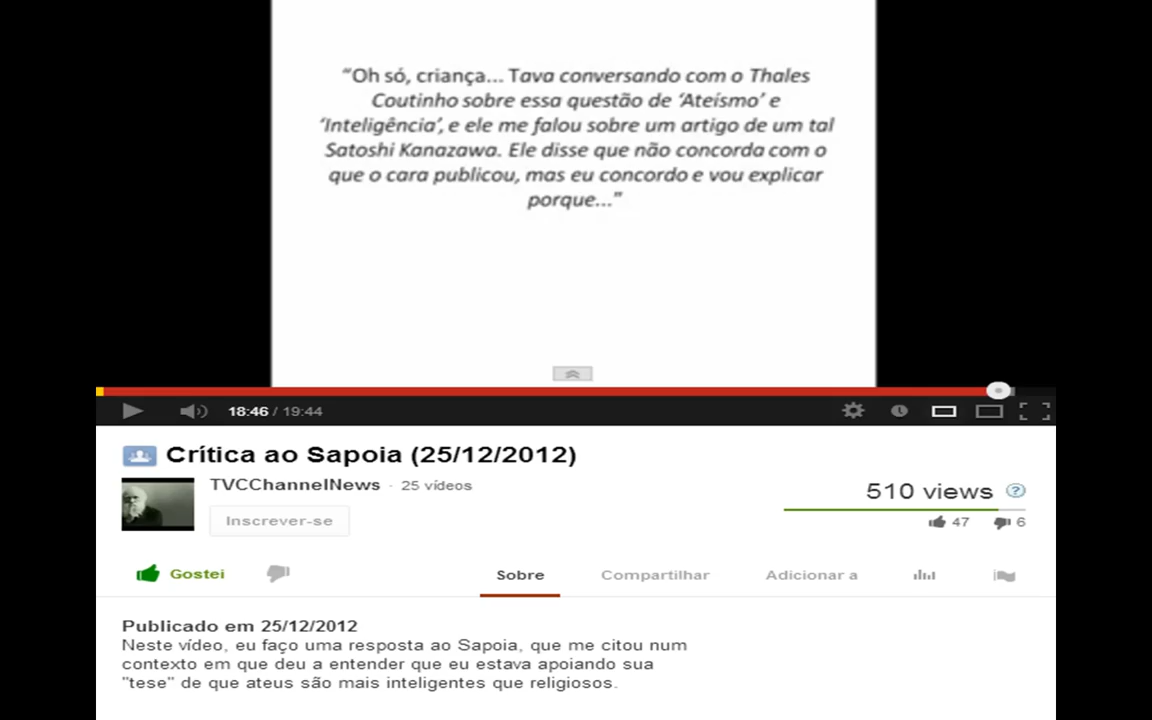 “Oh só, criança... Tava conversando com o Thales
Coutinho sobre essa questão de ‘Ateísmo’ e
‘Inteligência’, e ele me falou sobre um artigo de um tal
Satoshi Kanazawa. Ele disse que não concorda com o
que o cara publicou, mas eu concordo e vou explicar
porque...”
18:46 / 19:44
Crítica ao Sapoia (25/12/2012)
TVCChannelNews · 25 vídeos
Inscrever-se
510 views
47 6
Gostei
Sobre Compartilhar Adicionar a
Publicado em 25/12/2012
Neste vídeo, eu faço uma resposta ao Sapoia, que me citou num
contexto em que deu a entender que eu estava apoiando sua
"tese" de que ateus são mais inteligentes que religiosos.